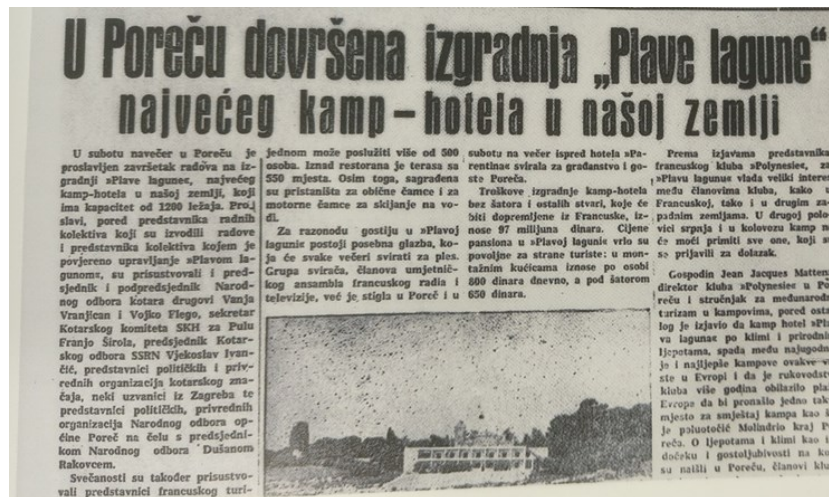 U Poreču dovršena izgradnja „Plave lagune“
najvećeg kamp-hotela u našoj zemlji
U subotu navečer u Poreču je
proslavljen završetak radova na iz-
gradnji »Plave lagune«, najvećeg
kamp-hotela u našoj zemlji, koji
ima kapacitet od 1200 ležaja. Pro-
slavi, pored predstavnika radnih
kolektiva koji su izvodili radove
i predstavnika kolektiva kojem je
povjereno upravljanje »Plavom la-
gunom«, su prisustvovali i pred-
sjednik i podpredsjednik Narod-
nog odbora kotara drugovi Vanja
Vranjican i Vojko Flego, sekretar
Kotarskog komiteta SKH za Pulu
Franjo Širola, predsjednik Kotar-
skog odbora SSRN Vjekoslav Ivan-
čić, predstavnici političkih i priv-
rednih organizacija kotarskog zna-
čaja, neki uzvanici iz Zagreba te
predstavnici političkih, privrednih
organizacija Narodnog odbora op-
ćine Poreč na čelu s predsjedni-
kom Narodnog odbora Dušanom
Rakovcem.
Svečanosti su također prisustvo-
vali predstavnici francuskog turi-
jednom može poslužiti više od 500
osoba. Iznad restorana je terasa sa
550 mjesta. Osim toga, sagrađena
su pristaništa za obične čamce i za
motorne čamce za skijanje na vo-
di.
Za razonodu gostiju u »Plavoj
laguni« postoji posebna glazba, ko-
ja će svake večeri svirati za ples.
Grupa svirača, članova umjetnič-
kog ansambla francuskog radia i
televizije, već je stigla u Poreč i u
subotu na večer ispred hotela »Pa-
rentina« svirala za građanstvo i go-
ste Poreča.
Troškove izgradnje kamp-hotela
bez šatora i ostalih stvari, koje će
biti dopremljene iz Francuske, iz-
nose 97 milijuna dinara. Cijene
pansiona u »Plavoj laguni« vrlo su
povoljne za strane turiste: u mon-
tažnim kućicama iznose po osobi
800 dinara dnevno, a pod šatorom
650 dinara.
Prema izjavama predstavnika
francuskog kluba »Polynesie«, za
»Plavu lagunu« vlada veliki interes
među članovima kluba, kako u
Francuskoj, tako i u drugim za-
padnim zemljama. U drugoj polo-
vici srpnja i u kolovozu kamp ne
će moći primiti sve one, koji su
se prijavili za dolazak.
Gospodin Jean Jacques Matten
direktor kluba »Polynesie« u Po
reču i stručnjak za međunarodn
turizam u kampovima, pored osta
log je izjavio da kamp hotel »Pla
va laguna« po klimi i prirodnim
ljepotama, spada među najugodni
je i najljepše kampove ovakve
ste u Evropi i da je rukovodst
kluba više godina obilazilo plaž
Evrope da bi pronašlo jedno tak
mjesto za smještaj kampa kao š
je poluotočić Molindrio kraj P
reča. O ljepotama i klimi kao i
dočeku i gostoljubivosti na ko
su naišli u Poreču, članovi klu